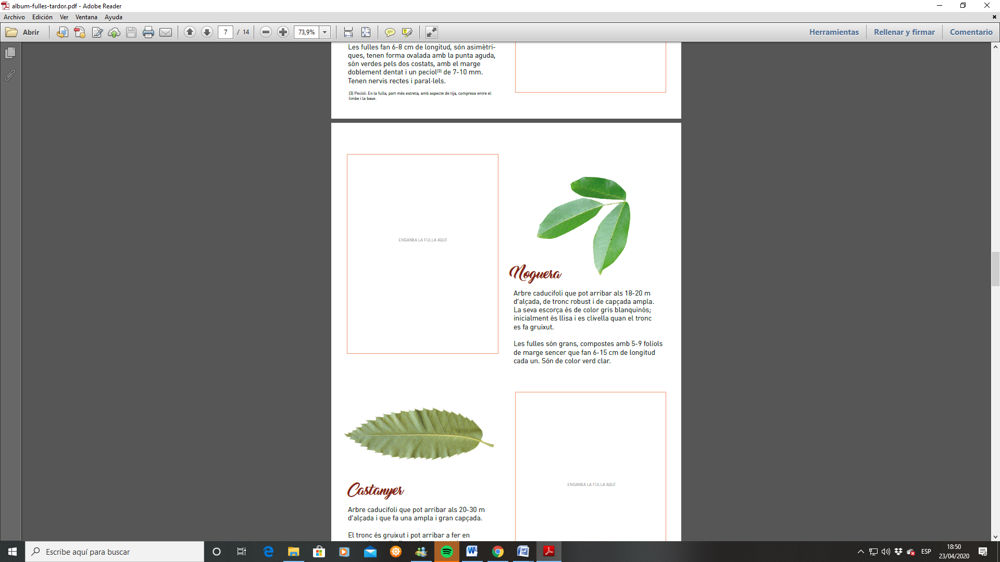 album-fulles-tardor.pdf - Adobe Reader
Archivo Edición Ver Ventana Ayuda
Abrir 7 / 14 73,9% Herramientas Rellenar y firmar Comentario
Les fulles fan 6-8 cm de longitud, són asimètri-
ques, tenen forma ovalada amb la punta aguda,
són verdes pels dos costats, amb el marge
doblement dentat i un pecíol(3) de 7-10 mm.
Tenen nervis rectes i paral·lels.
(3) Peciol: En la fulla, part més estreta, amb aspecte de tija, compresa entre el
limbe i la base.
ENGANXA LA FULLA AQUÍ
Noguera
Arbre caducifoli que pot arribar als 18-20 m
d’alçada, de tronc robust i de capçada ampla.
La seva escorça és de color gris blanquinós;
inicialment és llisa i es clivella quan el tronc
es fa gruixut.
Les fulles són grans, compostes amb 5-9 folíols
de marge sencer que fan 6-15 cm de longitud
cada un. Són de color verd clar.
Castanyer
Arbre caducifoli que pot arribar als 20-30 m
d’alçada i que fa una ampla i gran capçada.
El tronc és gruixut i pot arribar a fer en
ENGANXA LA FULLA AQUÍ
Escribe aquí para buscar
ESP
18:50
23/04/2020